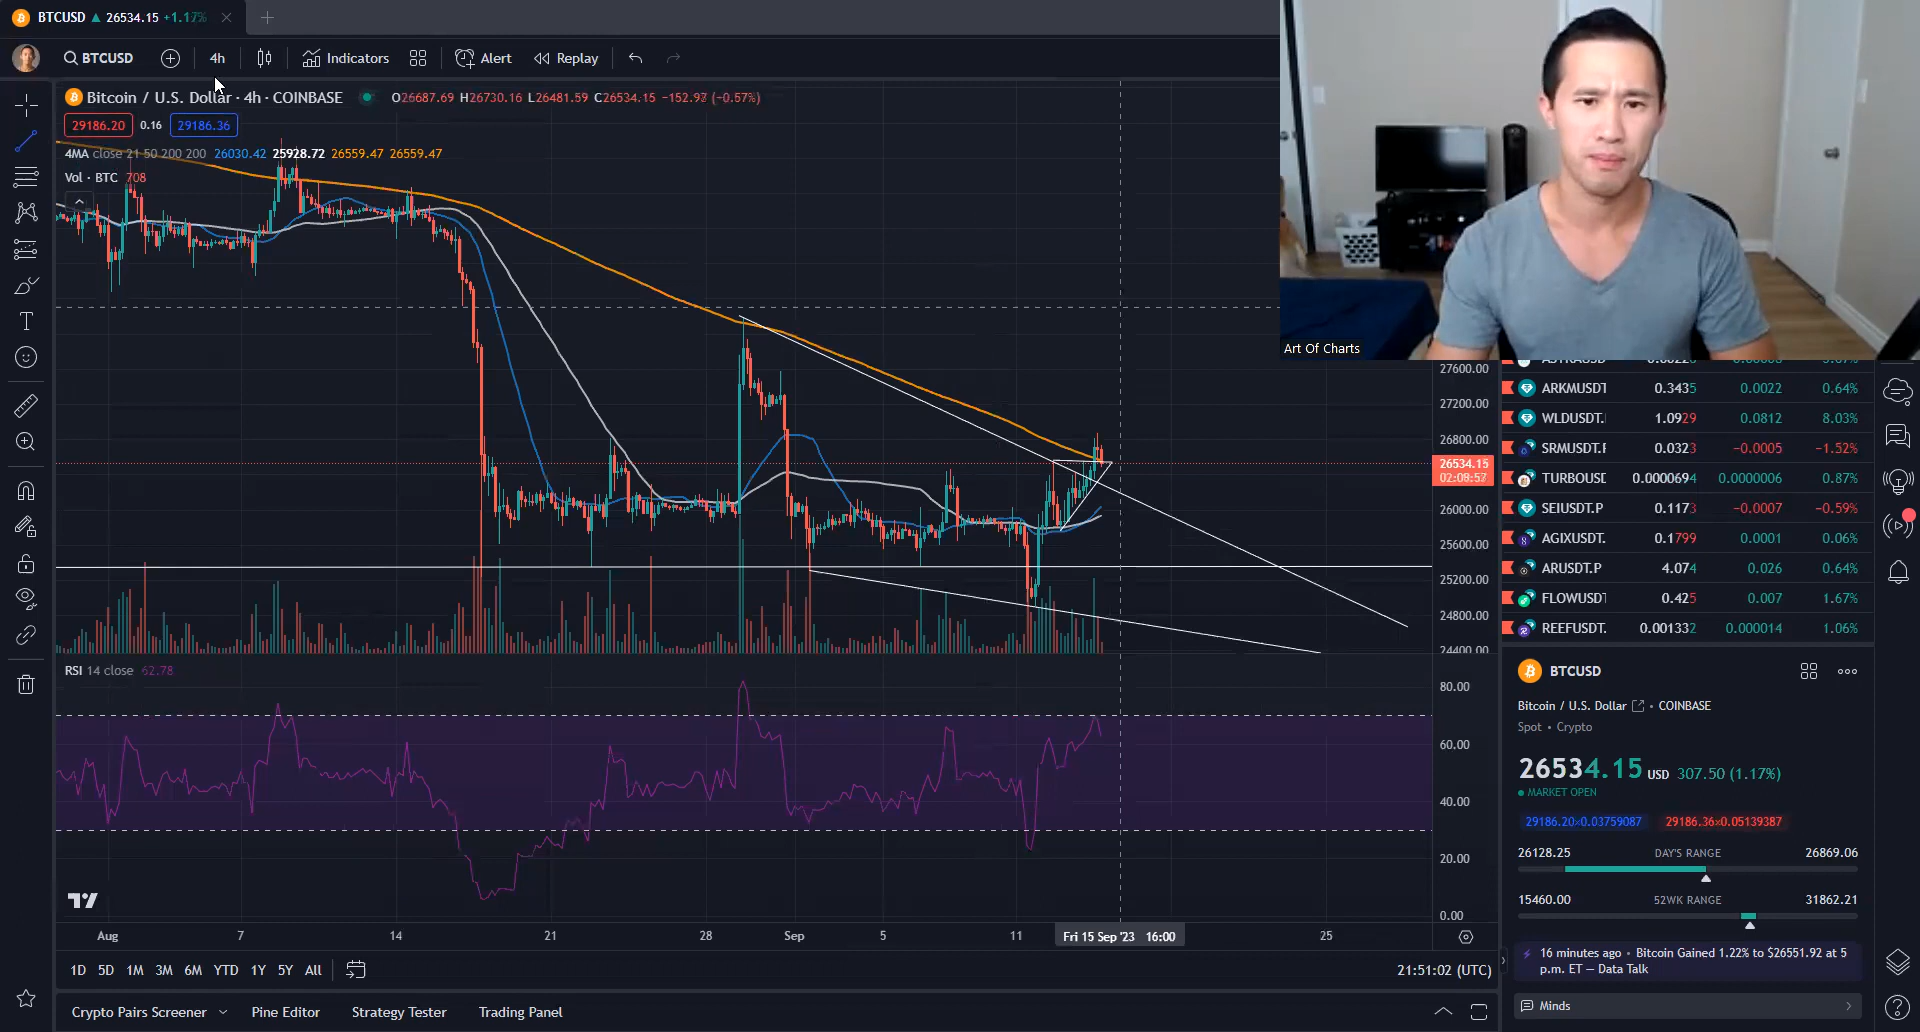 BTCUSD ▲ 26534.15 +1.17%
BTCUSD 4h Indicators Alert Replay
Bitcoin / U.S. Dollar · 4h · COINBASE O26687.69 H26730.16 L26481.59 C26534.15 −152.97 (−0.57%)
29186.20 0.16 29186.36
4MA close 21 50 200 200 26030.42 25928.72 26559.47 26559.47
Vol · BTC 708
Art Of Charts
27600.00
27200.00
26800.00
26534.15
02:08:57
26000.00
25600.00
25200.00
24800.00
24400.00
RSI 14 close 62.78
80.00
60.00
40.00
20.00
0.00
Aug 7 14 21 28 Sep 5 11 Fri 15 Sep '23 16:00 25
1D 5D 1M 3M 6M YTD 1Y 5Y All 21:51:02 (UTC)
Crypto Pairs Screener Pine Editor Strategy Tester Trading Panel
ARKMUSDT 0.3435 0.0022 0.64%
WLDUSDT. 1.0929 0.0812 8.03%
SRMUSDT.F 0.0323 −0.0005 −1.52%
TURBOUSD 0.0000694 0.0000006 0.87%
SEIUSDT.P 0.1173 −0.0007 −0.59%
AGIXUSDT. 0.1799 0.0001 0.06%
ARUSDT.P 4.074 0.026 0.64%
FLOWUSDT 0.425 0.007 1.67%
REEFUSDT. 0.001332 0.000014 1.06%
BTCUSD
Bitcoin / U.S. Dollar • COINBASE
Spot • Crypto
26534.15 USD 307.50 (1.17%)
MARKET OPEN
29186.20×0.03759087 29186.36×0.05139387
26128.25 DAY'S RANGE 26869.06
15460.00 52WK RANGE 31862.21
16 minutes ago • Bitcoin Gained 1.22% to $26551.92 at 5
p.m. ET — Data Talk
Minds